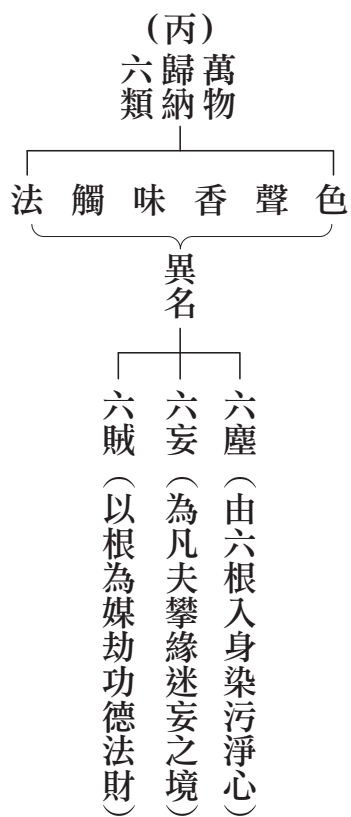 (丙)
萬物
歸納
六類
色聲香味觸法
異名
六塵(由六根入身染污淨心)
六妄(為凡夫攀緣迷妄之境)
六賊(以根為媒劫功德法財)